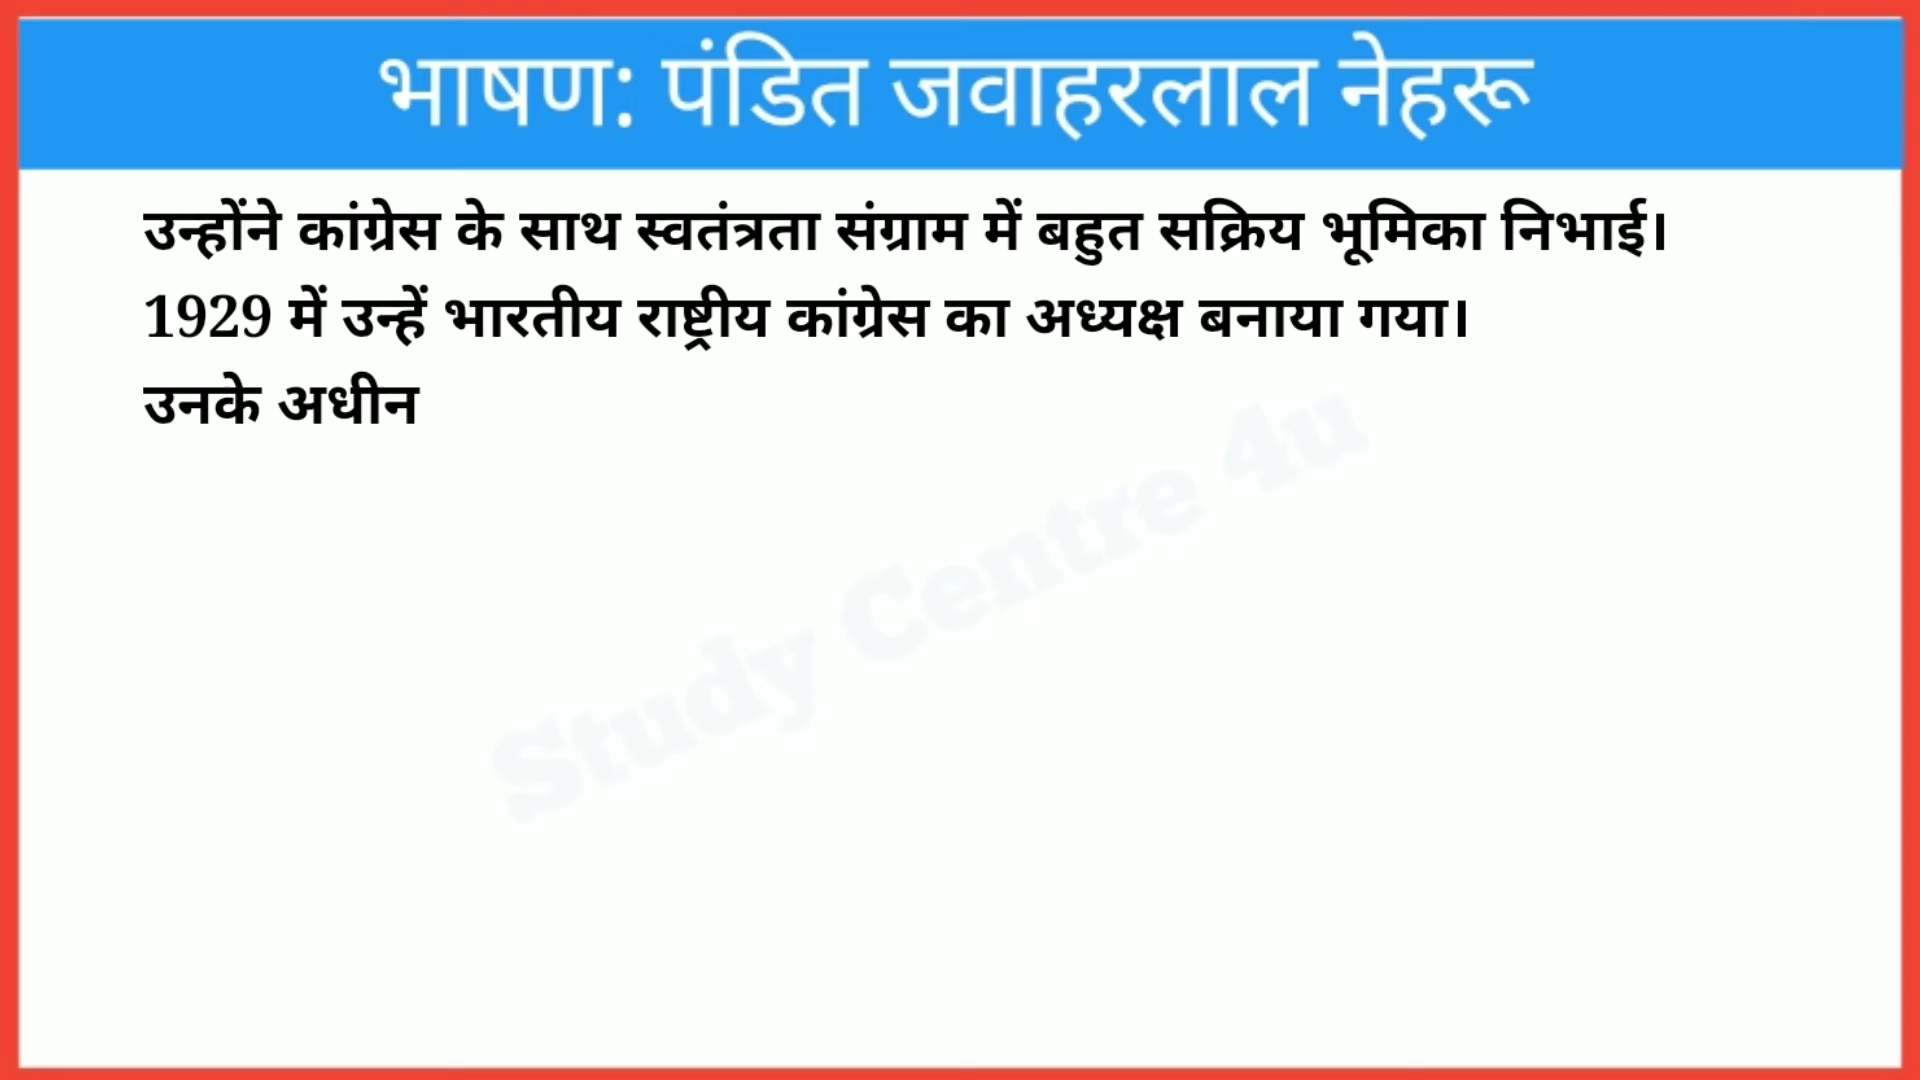 भाषण: पंडित जवाहरलाल नेहरू
उन्होंने कांग्रेस के साथ स्वतंत्रता संग्राम में बहुत सक्रिय भूमिका निभाई।
1929 में उन्हें भारतीय राष्ट्रीय कांग्रेस का अध्यक्ष बनाया गया।
उनके अधीन
Study Centre 4u